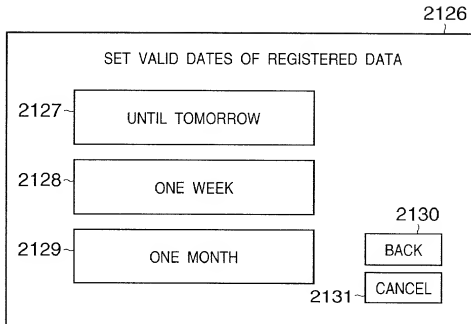 2126
SET VALID DATES OF REGISTERED DATA
2127
UNTIL TOMORROW
2128
ONE WEEK
2130
2129
ONE MONTH
BACK
2131
CANCEL